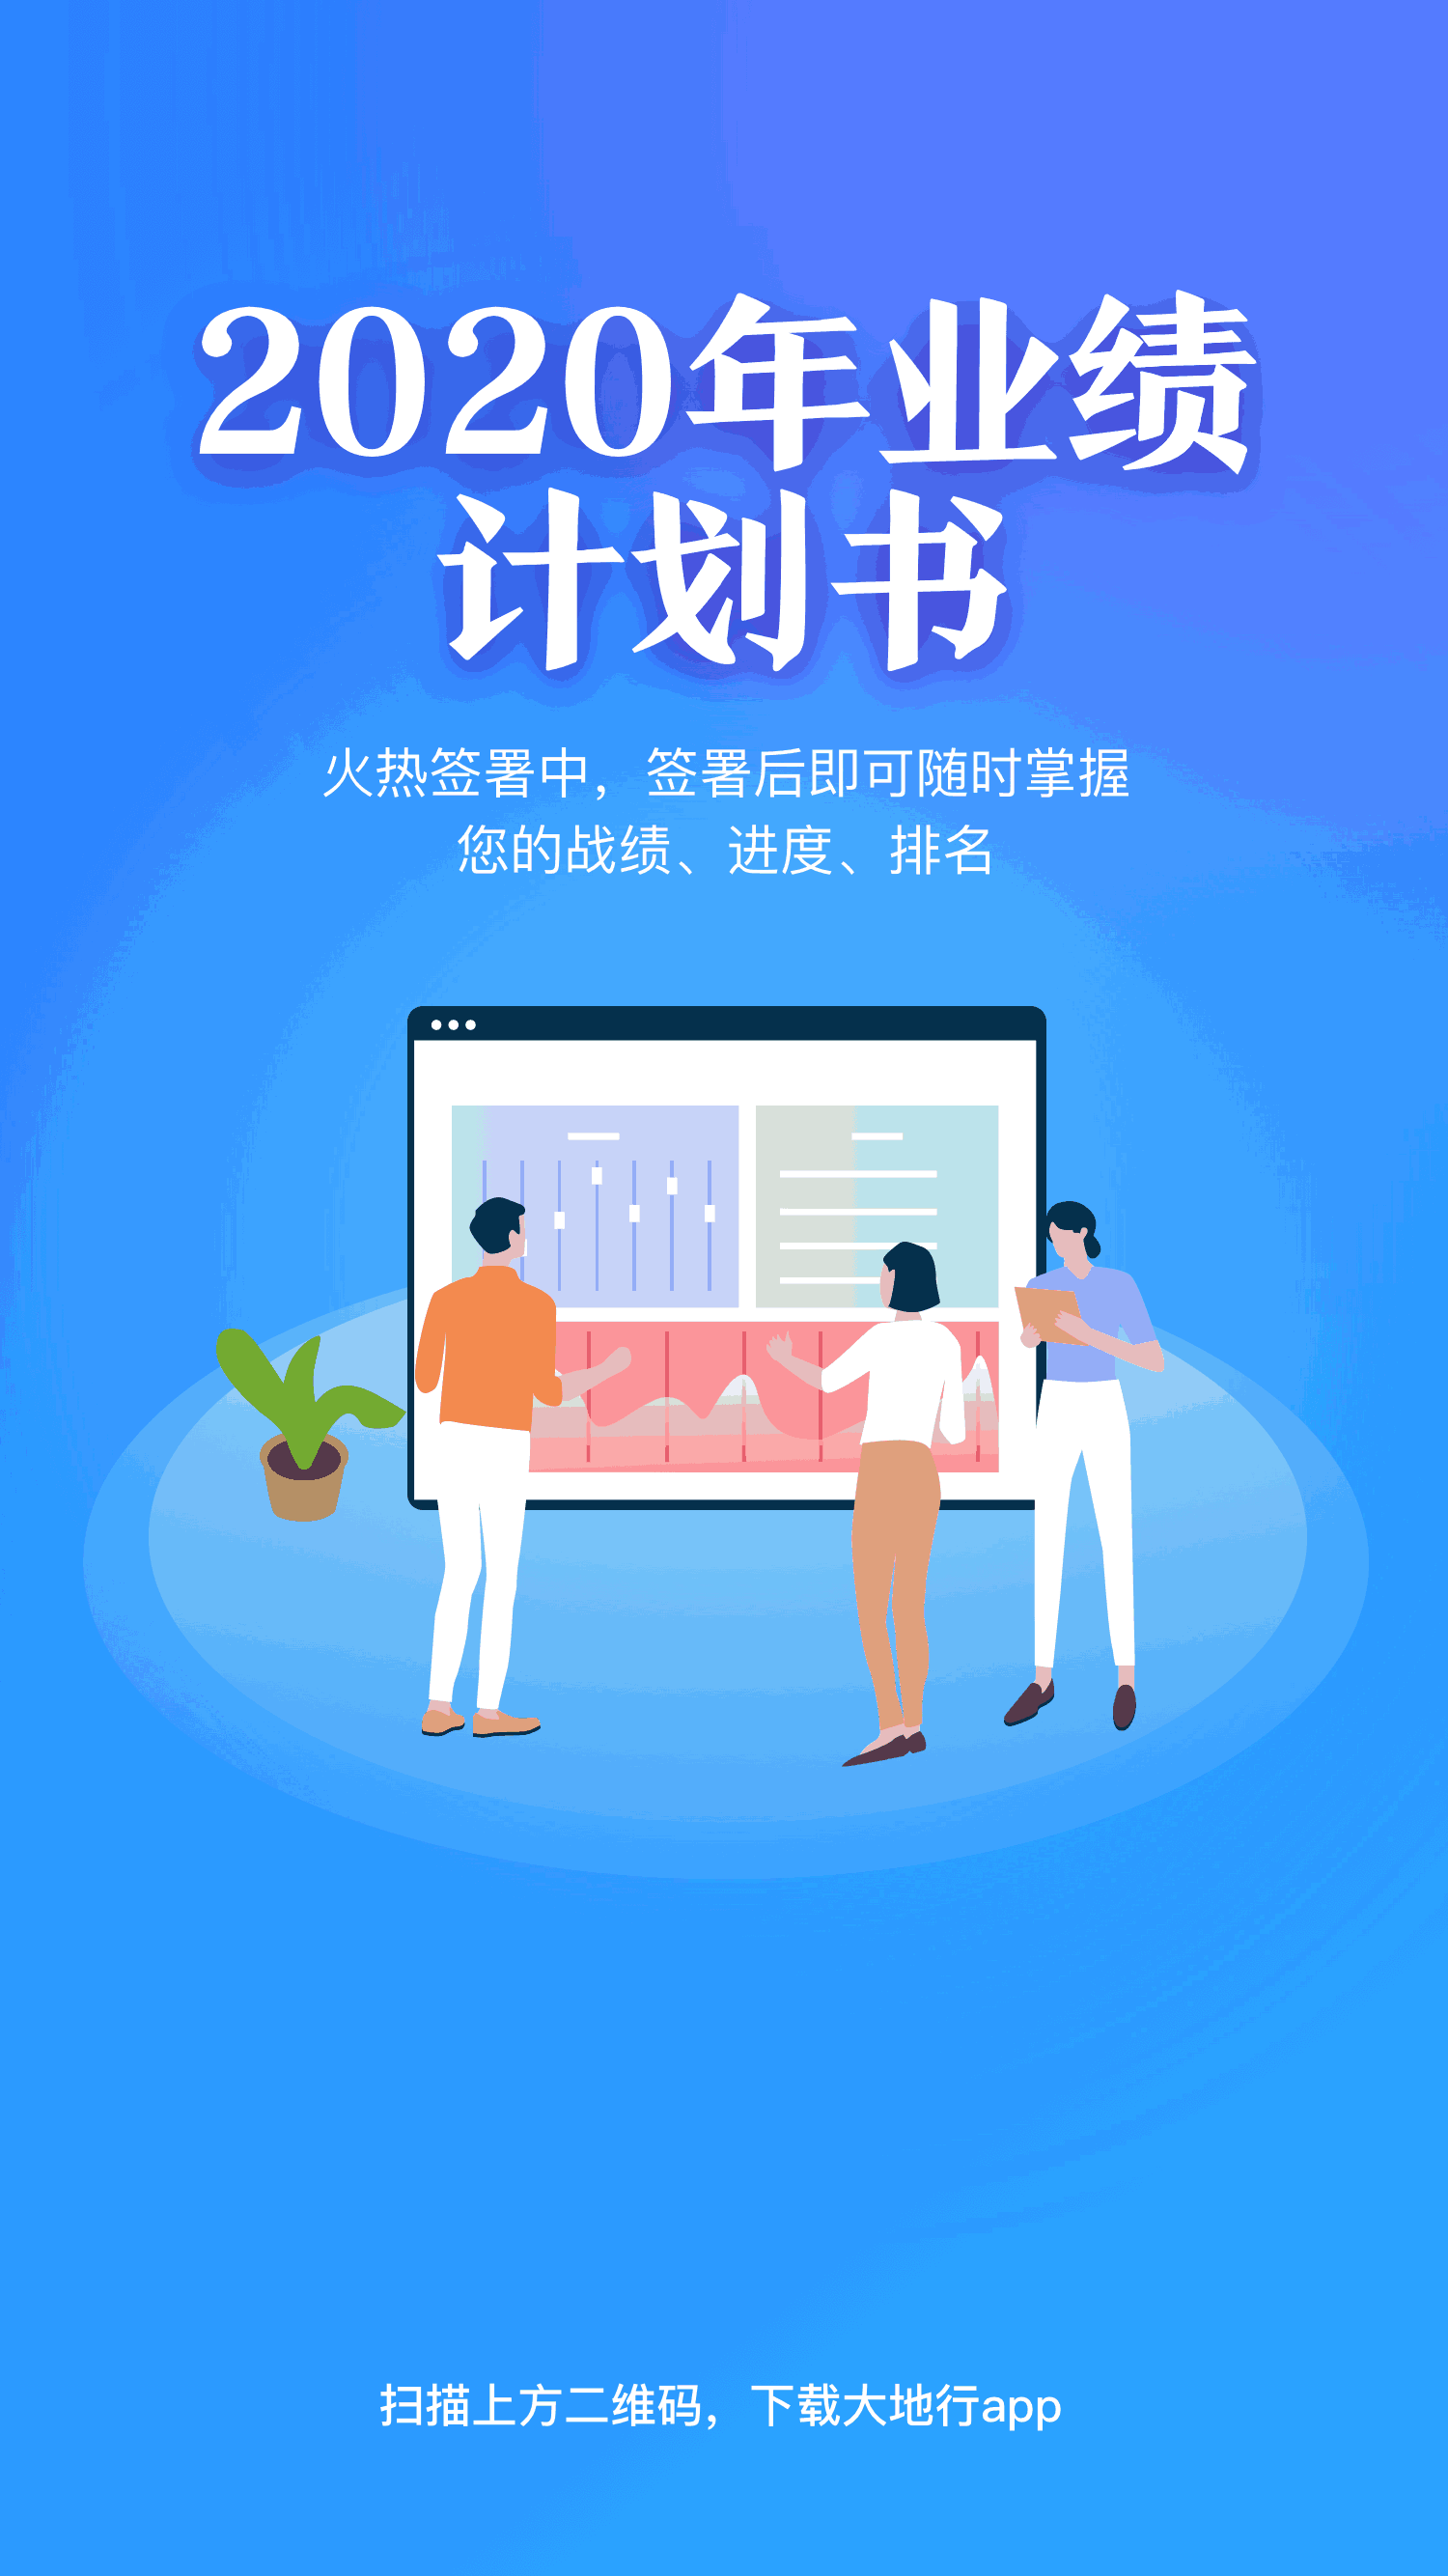 2020年业绩
计划书
火热签署中，签署后即可随时掌握
您的战绩、进度、排名
扫描上方二维码，下载大地行app